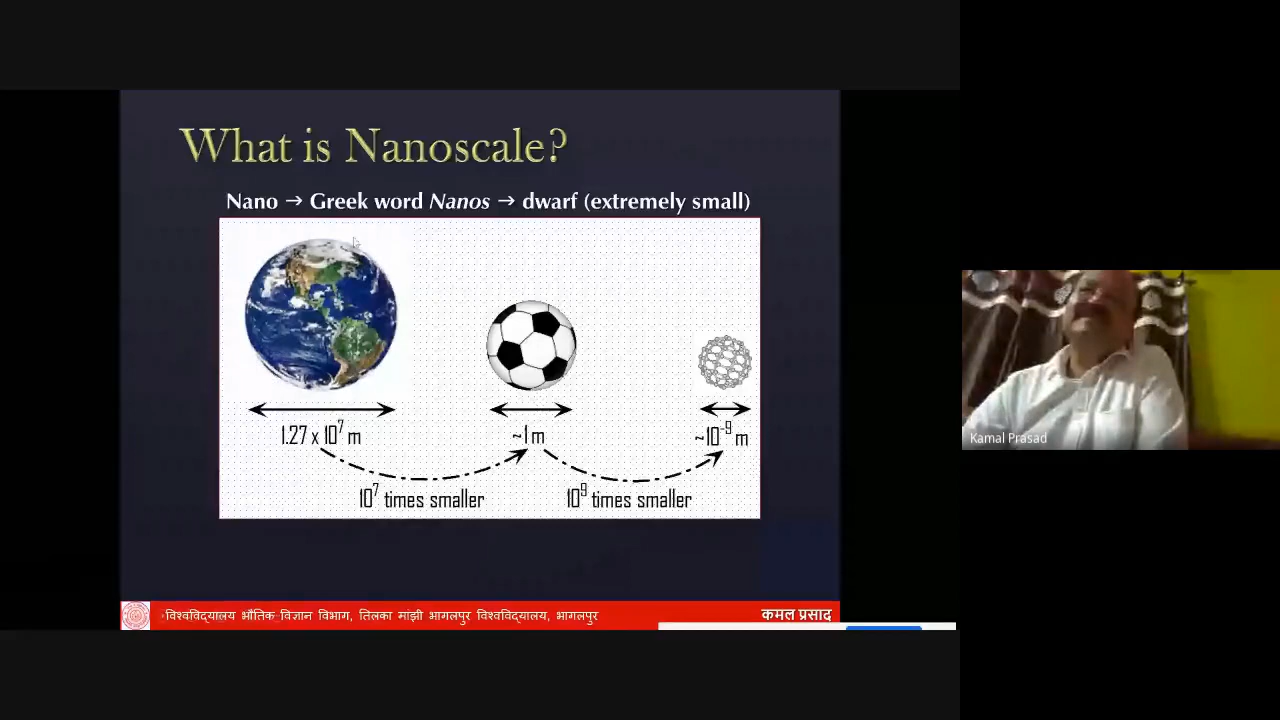 What is Nanoscale?
Nano → Greek word Nanos → dwarf (extremely small)
1.27 x 10⁷ m
~1 m
~10⁻⁹ m
10⁷ times smaller
10⁹ times smaller
विश्वविद्यालय भौतिक विज्ञान विभाग, तिलका मांझी भागलपुर विश्वविद्यालय, भागलपुर
कमल प्रसाद
Kamal Prasad